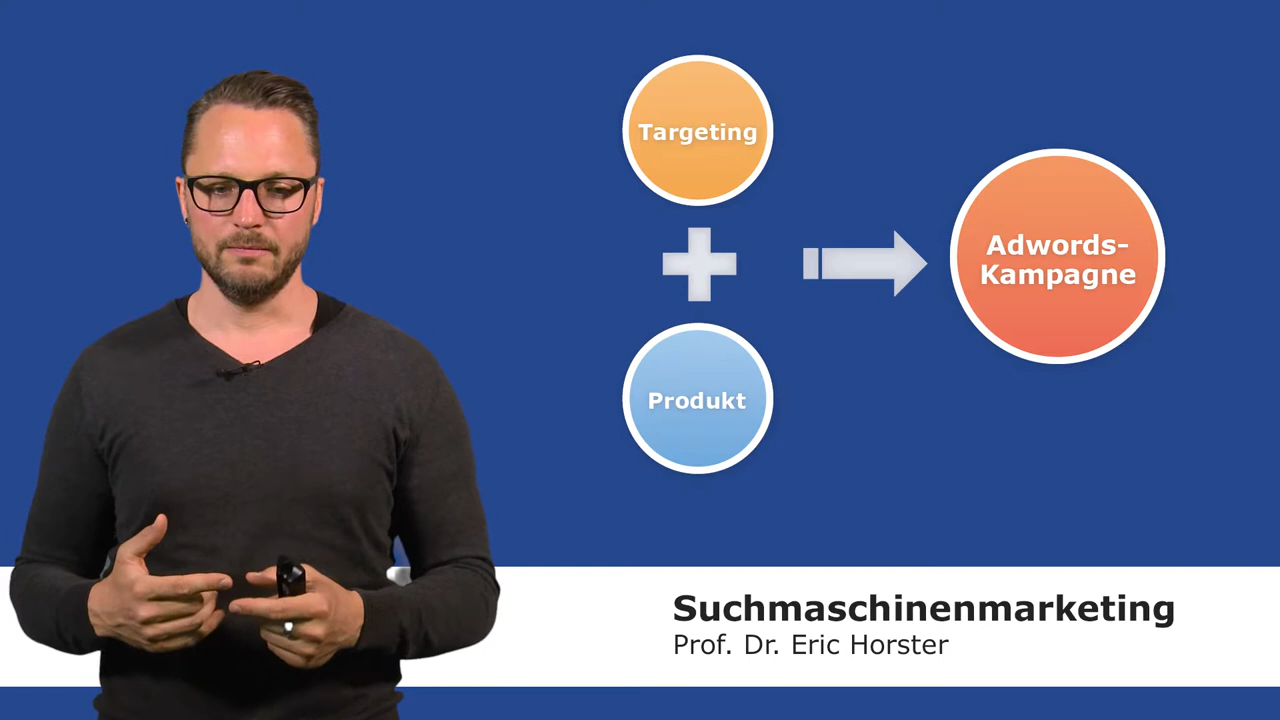 Targeting
Adwords-
Kampagne
Produkt
Suchmaschinenmarketing
Prof. Dr. Eric Horster